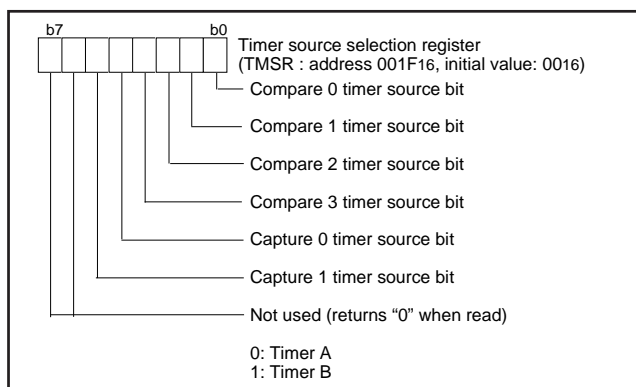 b7 b0
Timer source selection register
(TMSR : address 001F16, initial value: 0016)
Compare 0 timer source bit
Compare 1 timer source bit
Compare 2 timer source bit
Compare 3 timer source bit
Capture 0 timer source bit
Capture 1 timer source bit
Not used (returns “0” when read)
0: Timer A
1: Timer B